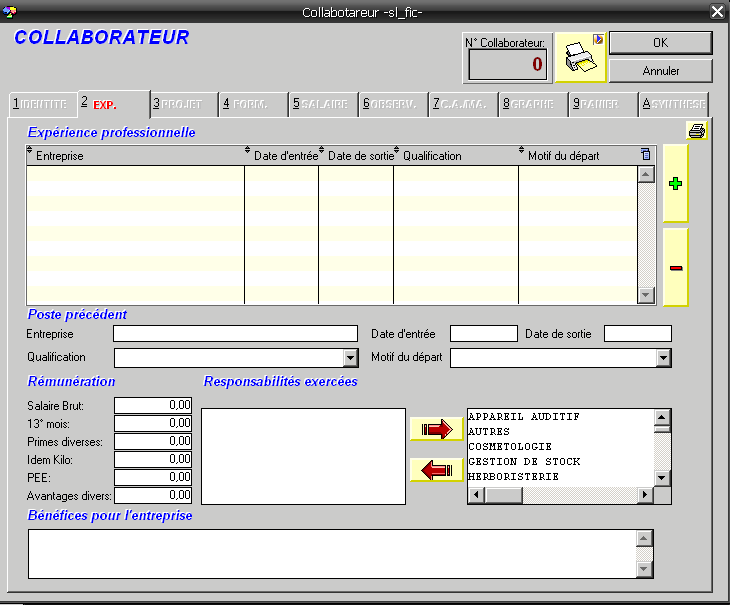 Collabotareur -sl_fic-
COLLABORATEUR
N° Collaborateur:
0
OK
Annuler
1 IDENTITE 2 EXP. 3 PROJET 4 FORM. 5 SALAIRE 6 OBSERV. 7 C.A./MA. 8 GRAPHE 9 PANIER A SYNTHESE
Expérience professionnelle
Entreprise Date d'entrée Date de sortie Qualification Motif du départ
Poste précédent
Entreprise Date d'entrée Date de sortie
Qualification Motif du départ
Rémunération Responsabilités exercées
Salaire Brut: 0,00
13° mois: 0,00
Primes diverses: 0,00
Idem Kilo: 0,00
PEE: 0,00
Avantages divers: 0,00
APPAREIL AUDITIF
AUTRES
COSMETOLOGIE
GESTION DE STOCK
HERBORISTERIE
Bénéfices pour l'entreprise